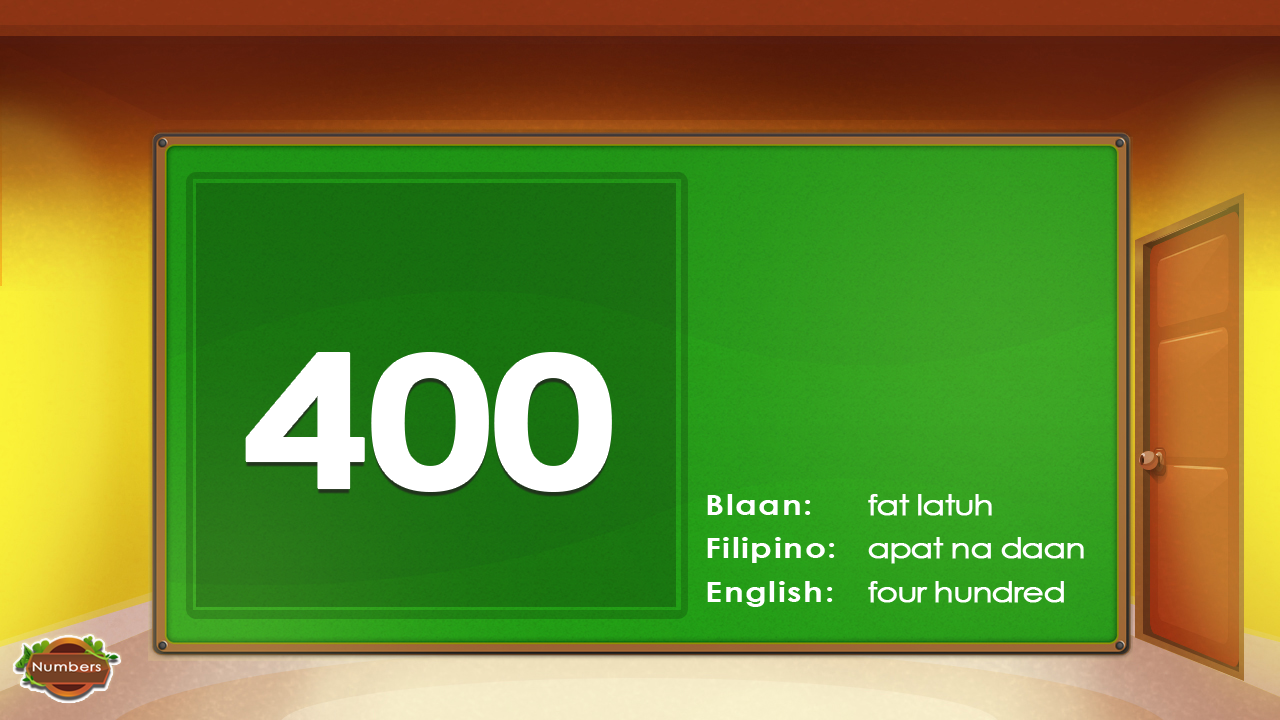 400
Blaan: fat latuh
Filipino: apat na daan
English: four hundred
Numbers